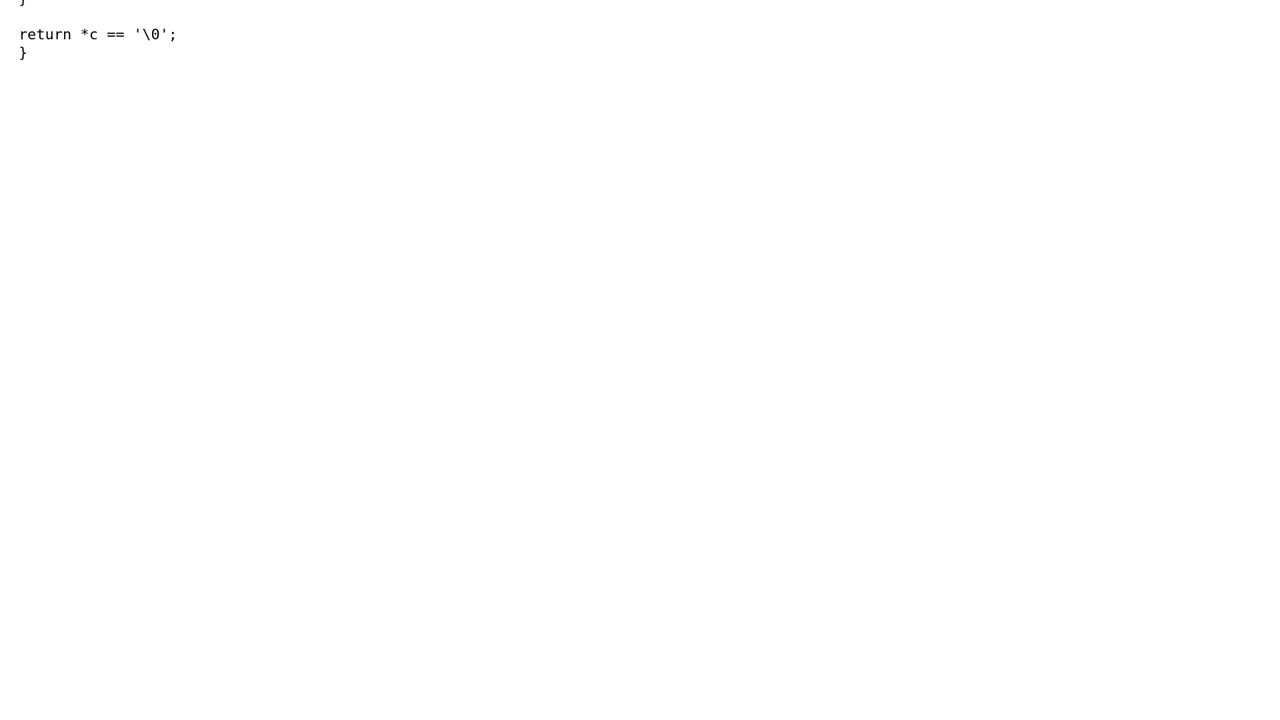 }
return *c == '\0';
}